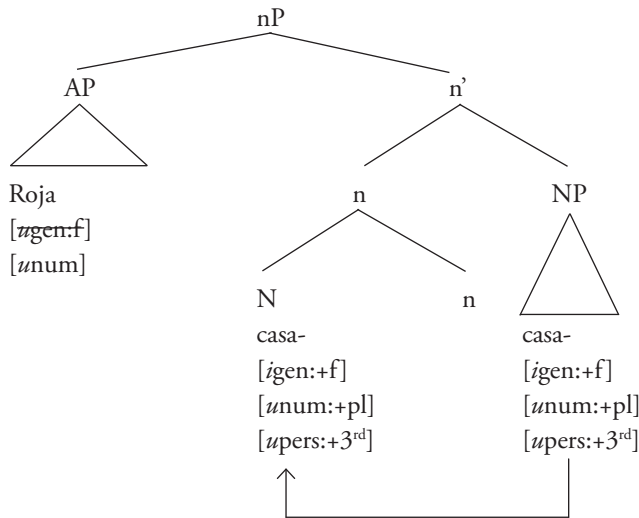 nP
AP
n’
Roja
[ugen:f]
[unum]
n
NP
N
n
casa-
[igen:+f]
[unum:+pl]
[upers:+3rd]
casa-
[igen:+f]
[unum:+pl]
[upers:+3rd]